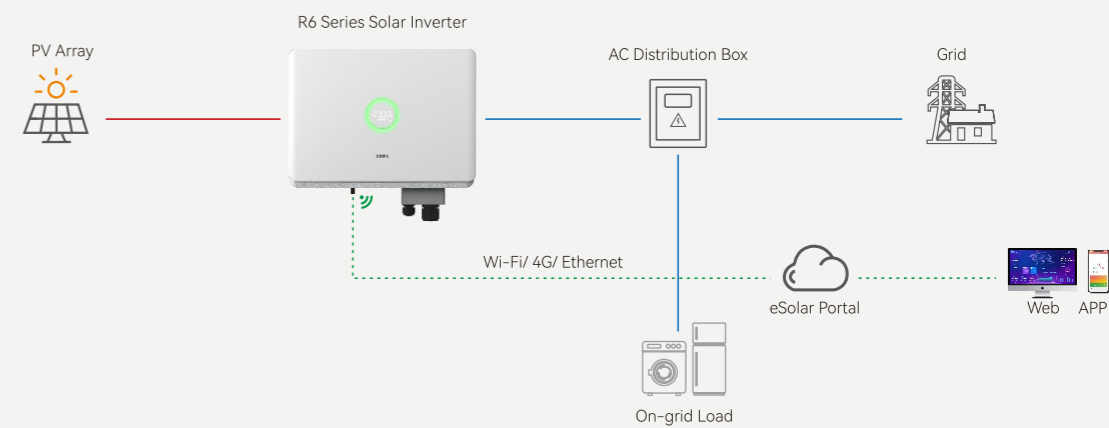 R6 Series Solar Inverter
PV Array
AC Distribution Box
Grid
Wi-Fi/ 4G/ Ethernet
eSolar Portal
Web
APP
On-grid Load